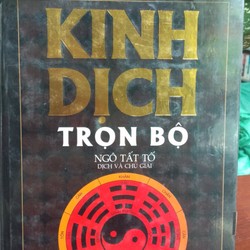 KINH
DỊCH
TRỌN BỘ
NGÔ TẤT TỐ
DỊCH VÀ CHÚ GIẢI